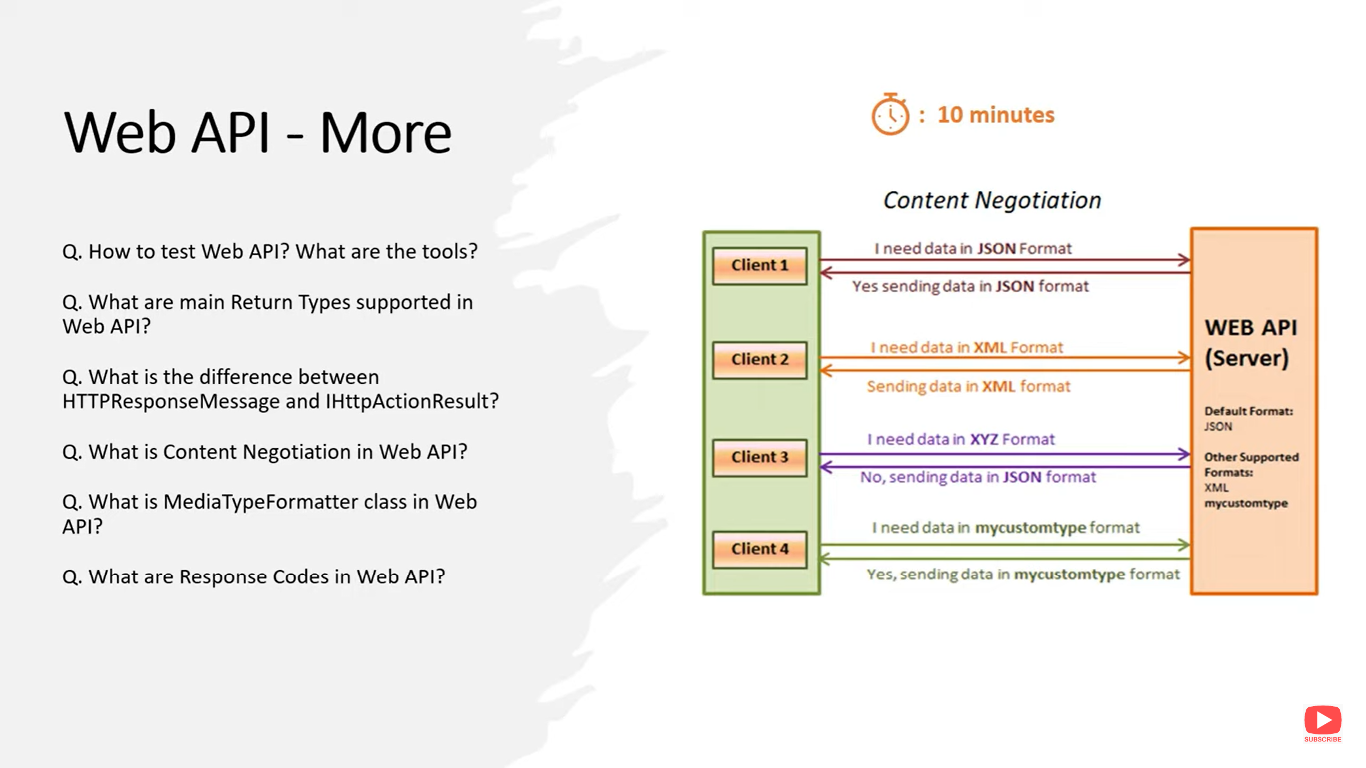 Web API - More
Q. How to test Web API? What are the tools?
Q. What are main Return Types supported in
Web API?
Q. What is the difference between
HTTPResponseMessage and IHttpActionResult?
Q. What is Content Negotiation in Web API?
Q. What is MediaTypeFormatter class in Web
API?
Q. What are Response Codes in Web API?
: 10 minutes
Content Negotiation
Client 1
I need data in JSON Format
Yes sending data in JSON format
Client 2
I need data in XML Format
Sending data in XML format
Client 3
I need data in XYZ Format
No, sending data in JSON format
Client 4
I need data in mycustomtype format
Yes, sending data in mycustomtype format
WEB API
(Server)
Default Format:
JSON
Other Supported
Formats:
XML
mycustomtype
SUBSCRIBE